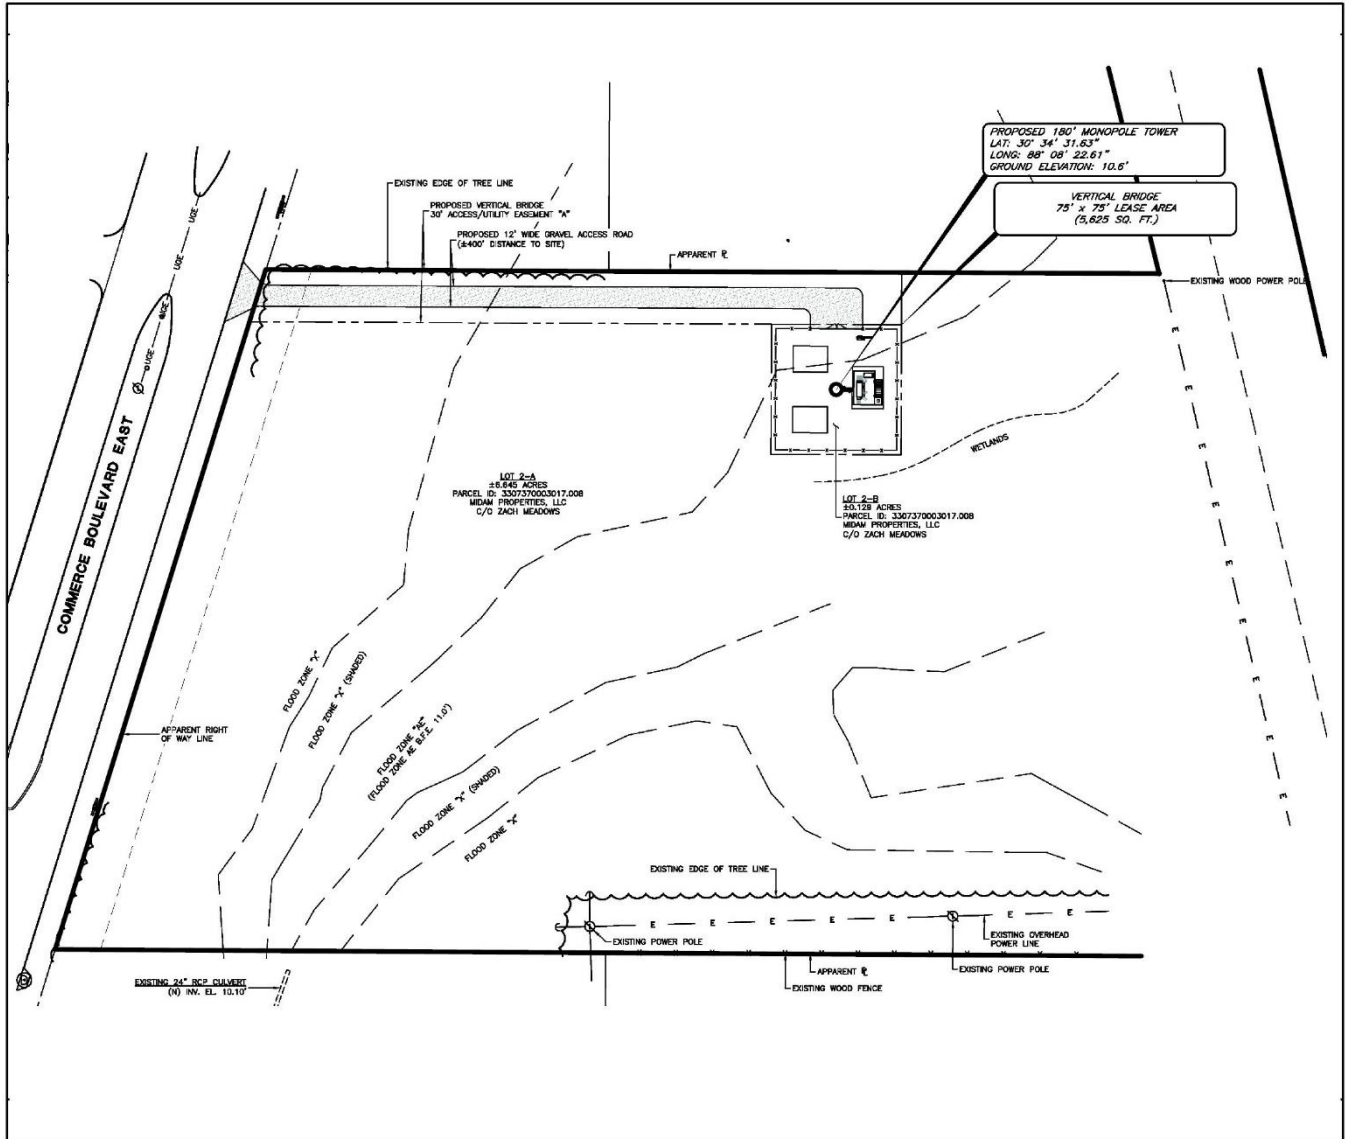 PROPOSED 180' MONOPOLE TOWER
LAT: 30° 34' 31.63"
LONG: 88° 08' 22.61"
GROUND ELEVATION: 10.6'
VERTICAL BRIDGE
75' x 75' LEASE AREA
(5,625 SQ. FT.)
EXISTING EDGE OF TREE LINE
PROPOSED VERTICAL BRIDGE
30' ACCESS/UTILITY EASEMENT "A"
PROPOSED 12' WIDE GRAVEL ACCESS ROAD
(±400' DISTANCE TO SITE)
APPARENT ℄
EXISTING WOOD POWER POLE
UGE
UGE
UGE
UGE
COMMERCE BOULEVARD EAST
E
E
E
E
E
E
E
E
E
WETLANDS
LOT 2-A
±6.645 ACRES
PARCEL ID: 3307370003017.008
MIDAM PROPERTIES, LLC
C/O ZACH MEADOWS
LOT 2-B
±0.129 ACRES
PARCEL ID: 3307370003017.008
MIDAM PROPERTIES, LLC
C/O ZACH MEADOWS
FLOOD ZONE "X"
FLOOD ZONE "X" (SHADED)
FLOOD ZONE "AE"
(FLOOD ZONE AE B.F.E. 11.0')
FLOOD ZONE "X" (SHADED)
FLOOD ZONE "X"
APPARENT RIGHT
OF WAY LINE
EXISTING EDGE OF TREE LINE
E E E E E E E
EXISTING POWER POLE
EXISTING OVERHEAD
POWER LINE
APPARENT ℄
EXISTING POWER POLE
EXISTING WOOD FENCE
EXISTING 24" RCP CULVERT
(N) INV. EL. 10.10'